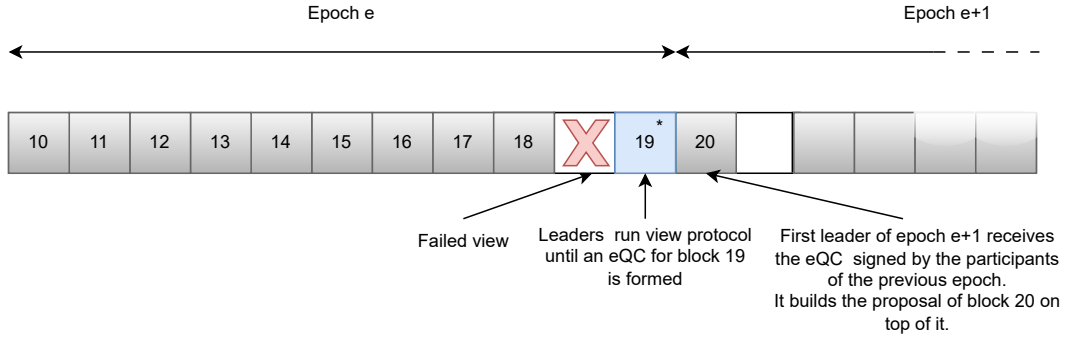 Epoch e
Epoch e+1
10 11 12 13 14 15 16 17 18 X 19 * 20
Failed view
Leaders run view protocol
until an eQC for block 19
is formed
First leader of epoch e+1 receives
the eQC signed by the participants
of the previous epoch.
It builds the proposal of block 20 on
top of it.